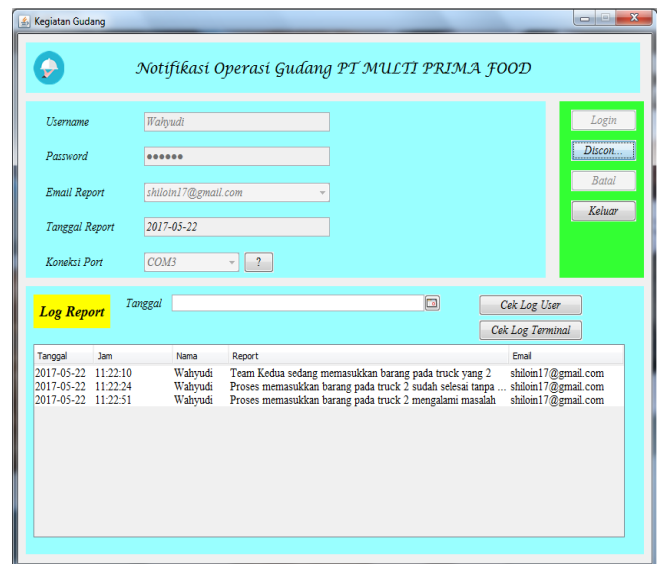 Kegiatan Gudang
Notifikasi Operasi Gudang PT MULTI PRIMA FOOD
Username Wahyudi
Password ●●●●●●
Email Report shiloin17@gmail.com
Tanggal Report 2017-05-22
Koneksi Port COM3 ?
Login
Discon...
Batal
Keluar
Log Report
Tanggal
Cek Log User
Cek Log Terminal
Tanggal Jam Nama Report Email
2017-05-22 11:22:10 Wahyudi Team Kedua sedang memasukkan barang pada truck yang 2 shiloin17@gmail.com
2017-05-22 11:22:24 Wahyudi Proses memasukkan barang pada truck 2 sudah selesai tanpa ... shiloin17@gmail.com
2017-05-22 11:22:51 Wahyudi Proses memasukkan barang pada truck 2 mengalami masalah shiloin17@gmail.com